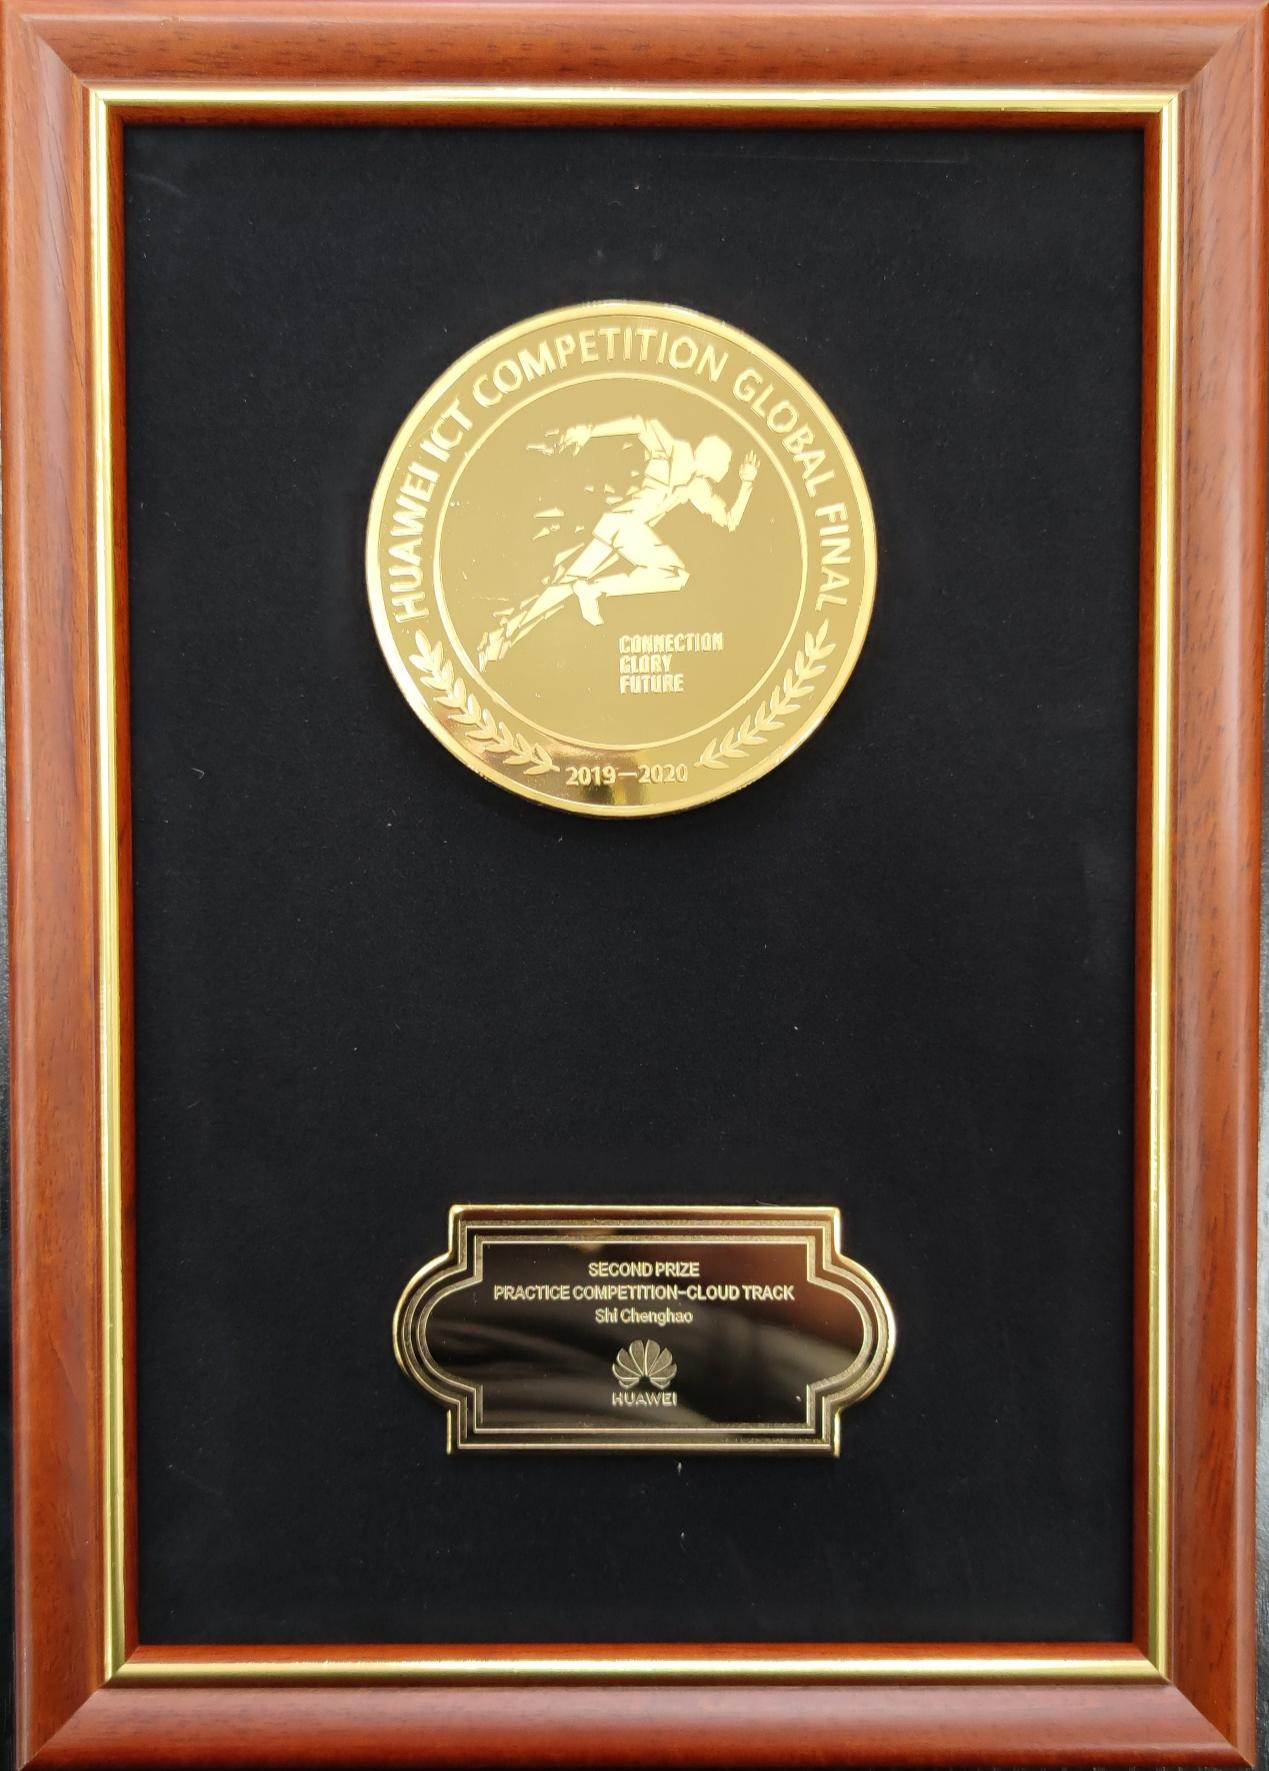 HUAWEI ICT COMPETITION GLOBAL FINAL
CONNECTION
GLORY
FUTURE
2019—2020
SECOND PRIZE
PRACTICE COMPETITION-CLOUD TRACK
Shi Chenghao
HUAWEI